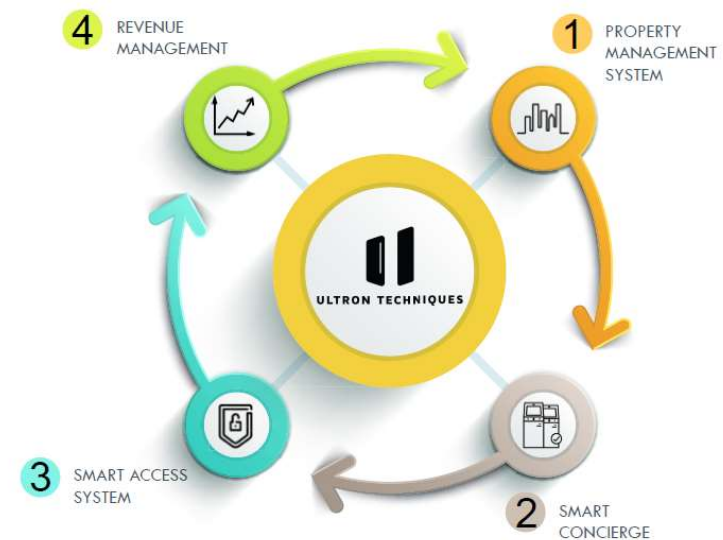 4 REVENUE
MANAGEMENT
1 PROPERTY
MANAGEMENT
SYSTEM
ULTRON TECHNIQUES
3 SMART ACCESS
SYSTEM
2 SMART
CONCIERGE